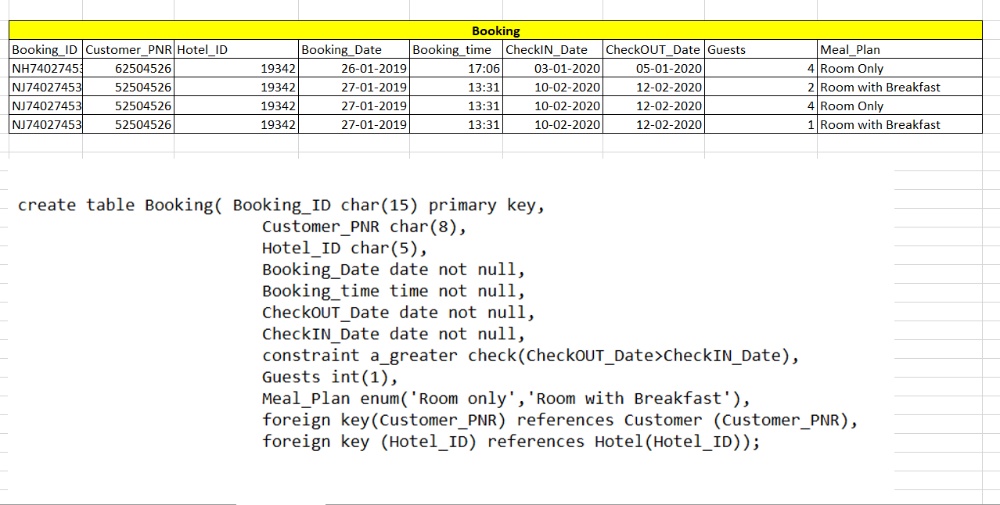 Booking
Booking_ID Customer_PNR Hotel_ID Booking_Date Booking_time CheckIN_Date CheckOUT_Date Guests Meal_Plan
62504526 19342 26-01-2019 17:06 03-01-2020 05-01-2020 4 Room Only
NJ74027453 52504526 19342 27-01-2019 13:31 10-02-2020 12-02-2020 2 Room with Breakfast
NJ74027453 52504526 19342 27-01-2019 13:31 10-02-2020 12-02-2020 4 Room Only
NJ74027453 52504526 19342 27-01-2019 13:31 10-02-2020 12-02-2020 1 Room with Breakfast
create table Booking( Booking_ID char(15) primary key,
Customer_PNR char(8),
Hotel_ID char(5),
Booking_Date date not null,
Booking_time time not null,
CheckOUT_Date date not null,
CheckIN_Date date not null,
constraint a_greater check(CheckOUT_Date>CheckIN_Date),
Guests int(1),
Meal_Plan enum('Room only','Room with Breakfast'),
foreign key(Customer_PNR) references Customer (Customer_PNR),
foreign key (Hotel_ID) references Hotel(Hotel_ID));